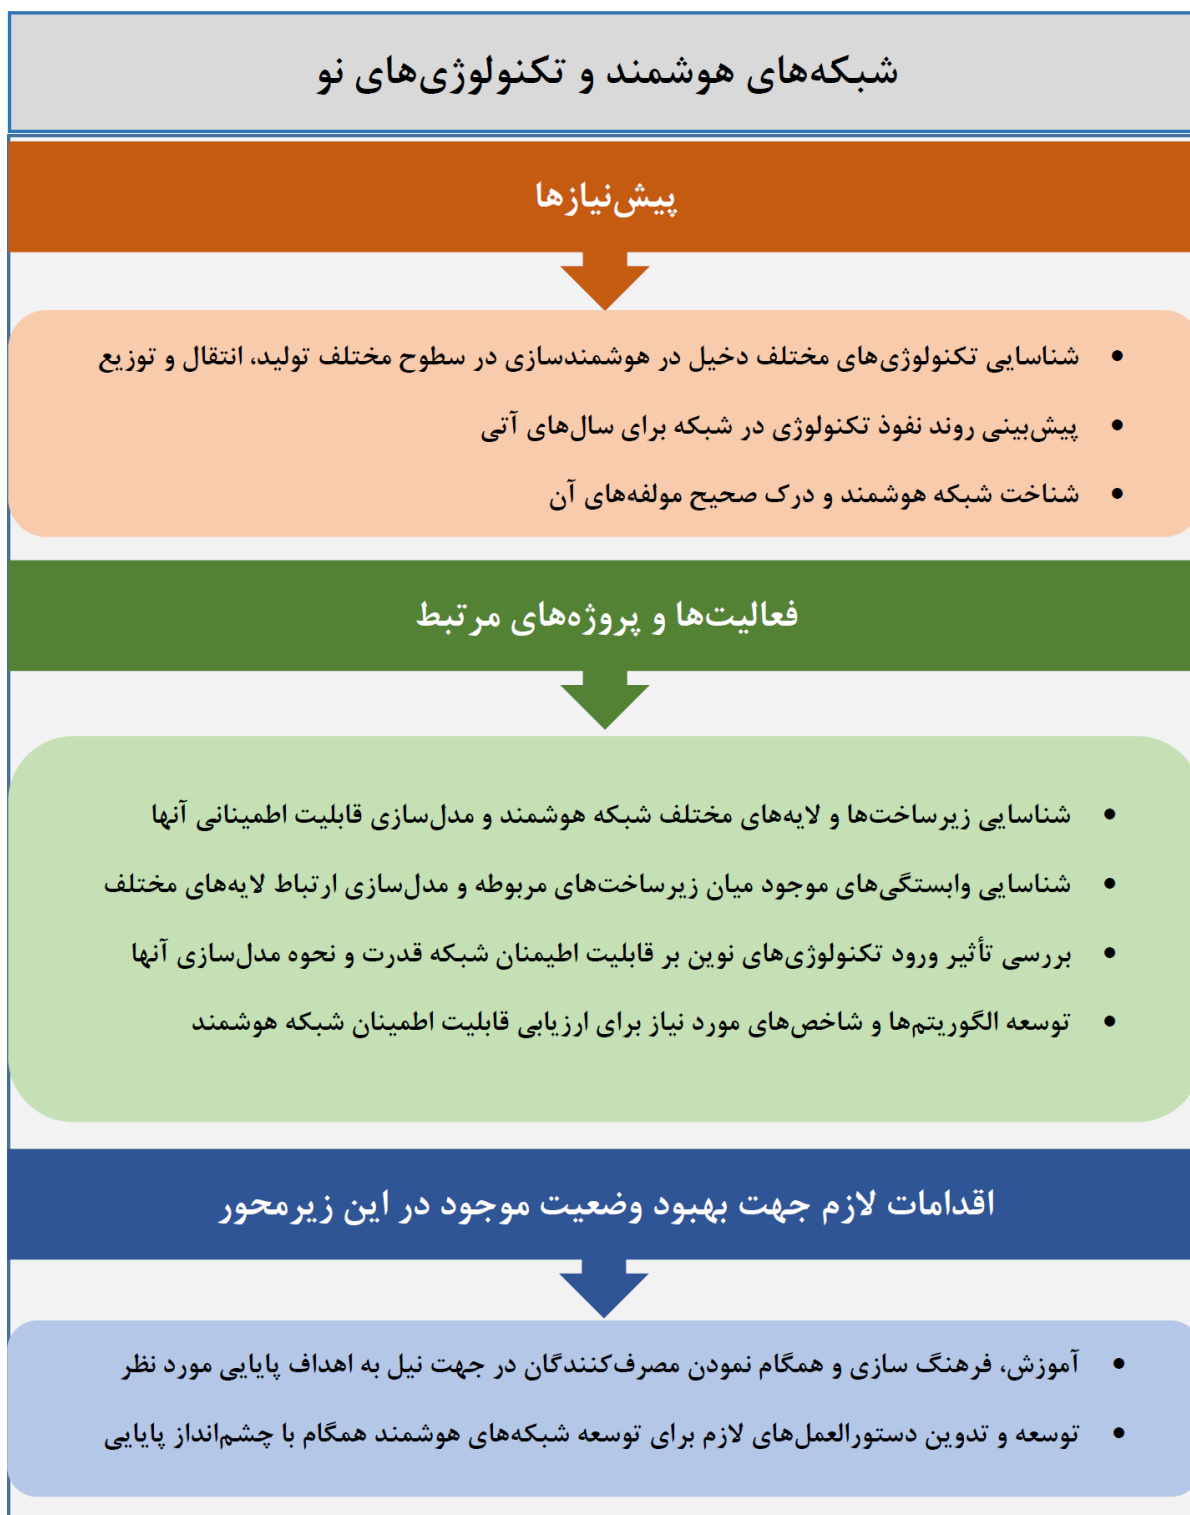 شبکه‌های هوشمند و تکنولوژی‌های نو
پیش‌نیازها
• شناسایی تکنولوژی‌های مختلف دخیل در هوشمندسازی در سطوح مختلف تولید، انتقال و توزیع
• پیش‌بینی روند نفوذ تکنولوژی در شبکه برای سال‌های آتی
• شناخت شبکه هوشمند و درک صحیح مولفه‌های آن
فعالیت‌ها و پروژه‌های مرتبط
• شناسایی زیرساخت‌ها و لایه‌های مختلف شبکه هوشمند و مدل‌سازی قابلیت اطمینانی آنها
• شناسایی وابستگی‌های موجود میان زیرساخت‌های مربوطه و مدل‌سازی ارتباط لایه‌های مختلف
• بررسی تأثیر ورود تکنولوژی‌های نوین بر قابلیت اطیمنان شبکه قدرت و نحوه مدل‌سازی آنها
• توسعه الگوریتم‌ها و شاخص‌های مورد نیاز برای ارزیابی قابلیت اطمینان شبکه هوشمند
اقدامات لازم جهت بهبود وضعیت موجود در این زیرمحور
• آموزش، فرهنگ سازی و همگام نمودن مصرف‌کنندگان در جهت نیل به اهداف پایایی مورد نظر
• توسعه و تدوین دستورالعمل‌های لازم برای توسعه شبکه‌های هوشمند همگام با چشم‌انداز پایایی